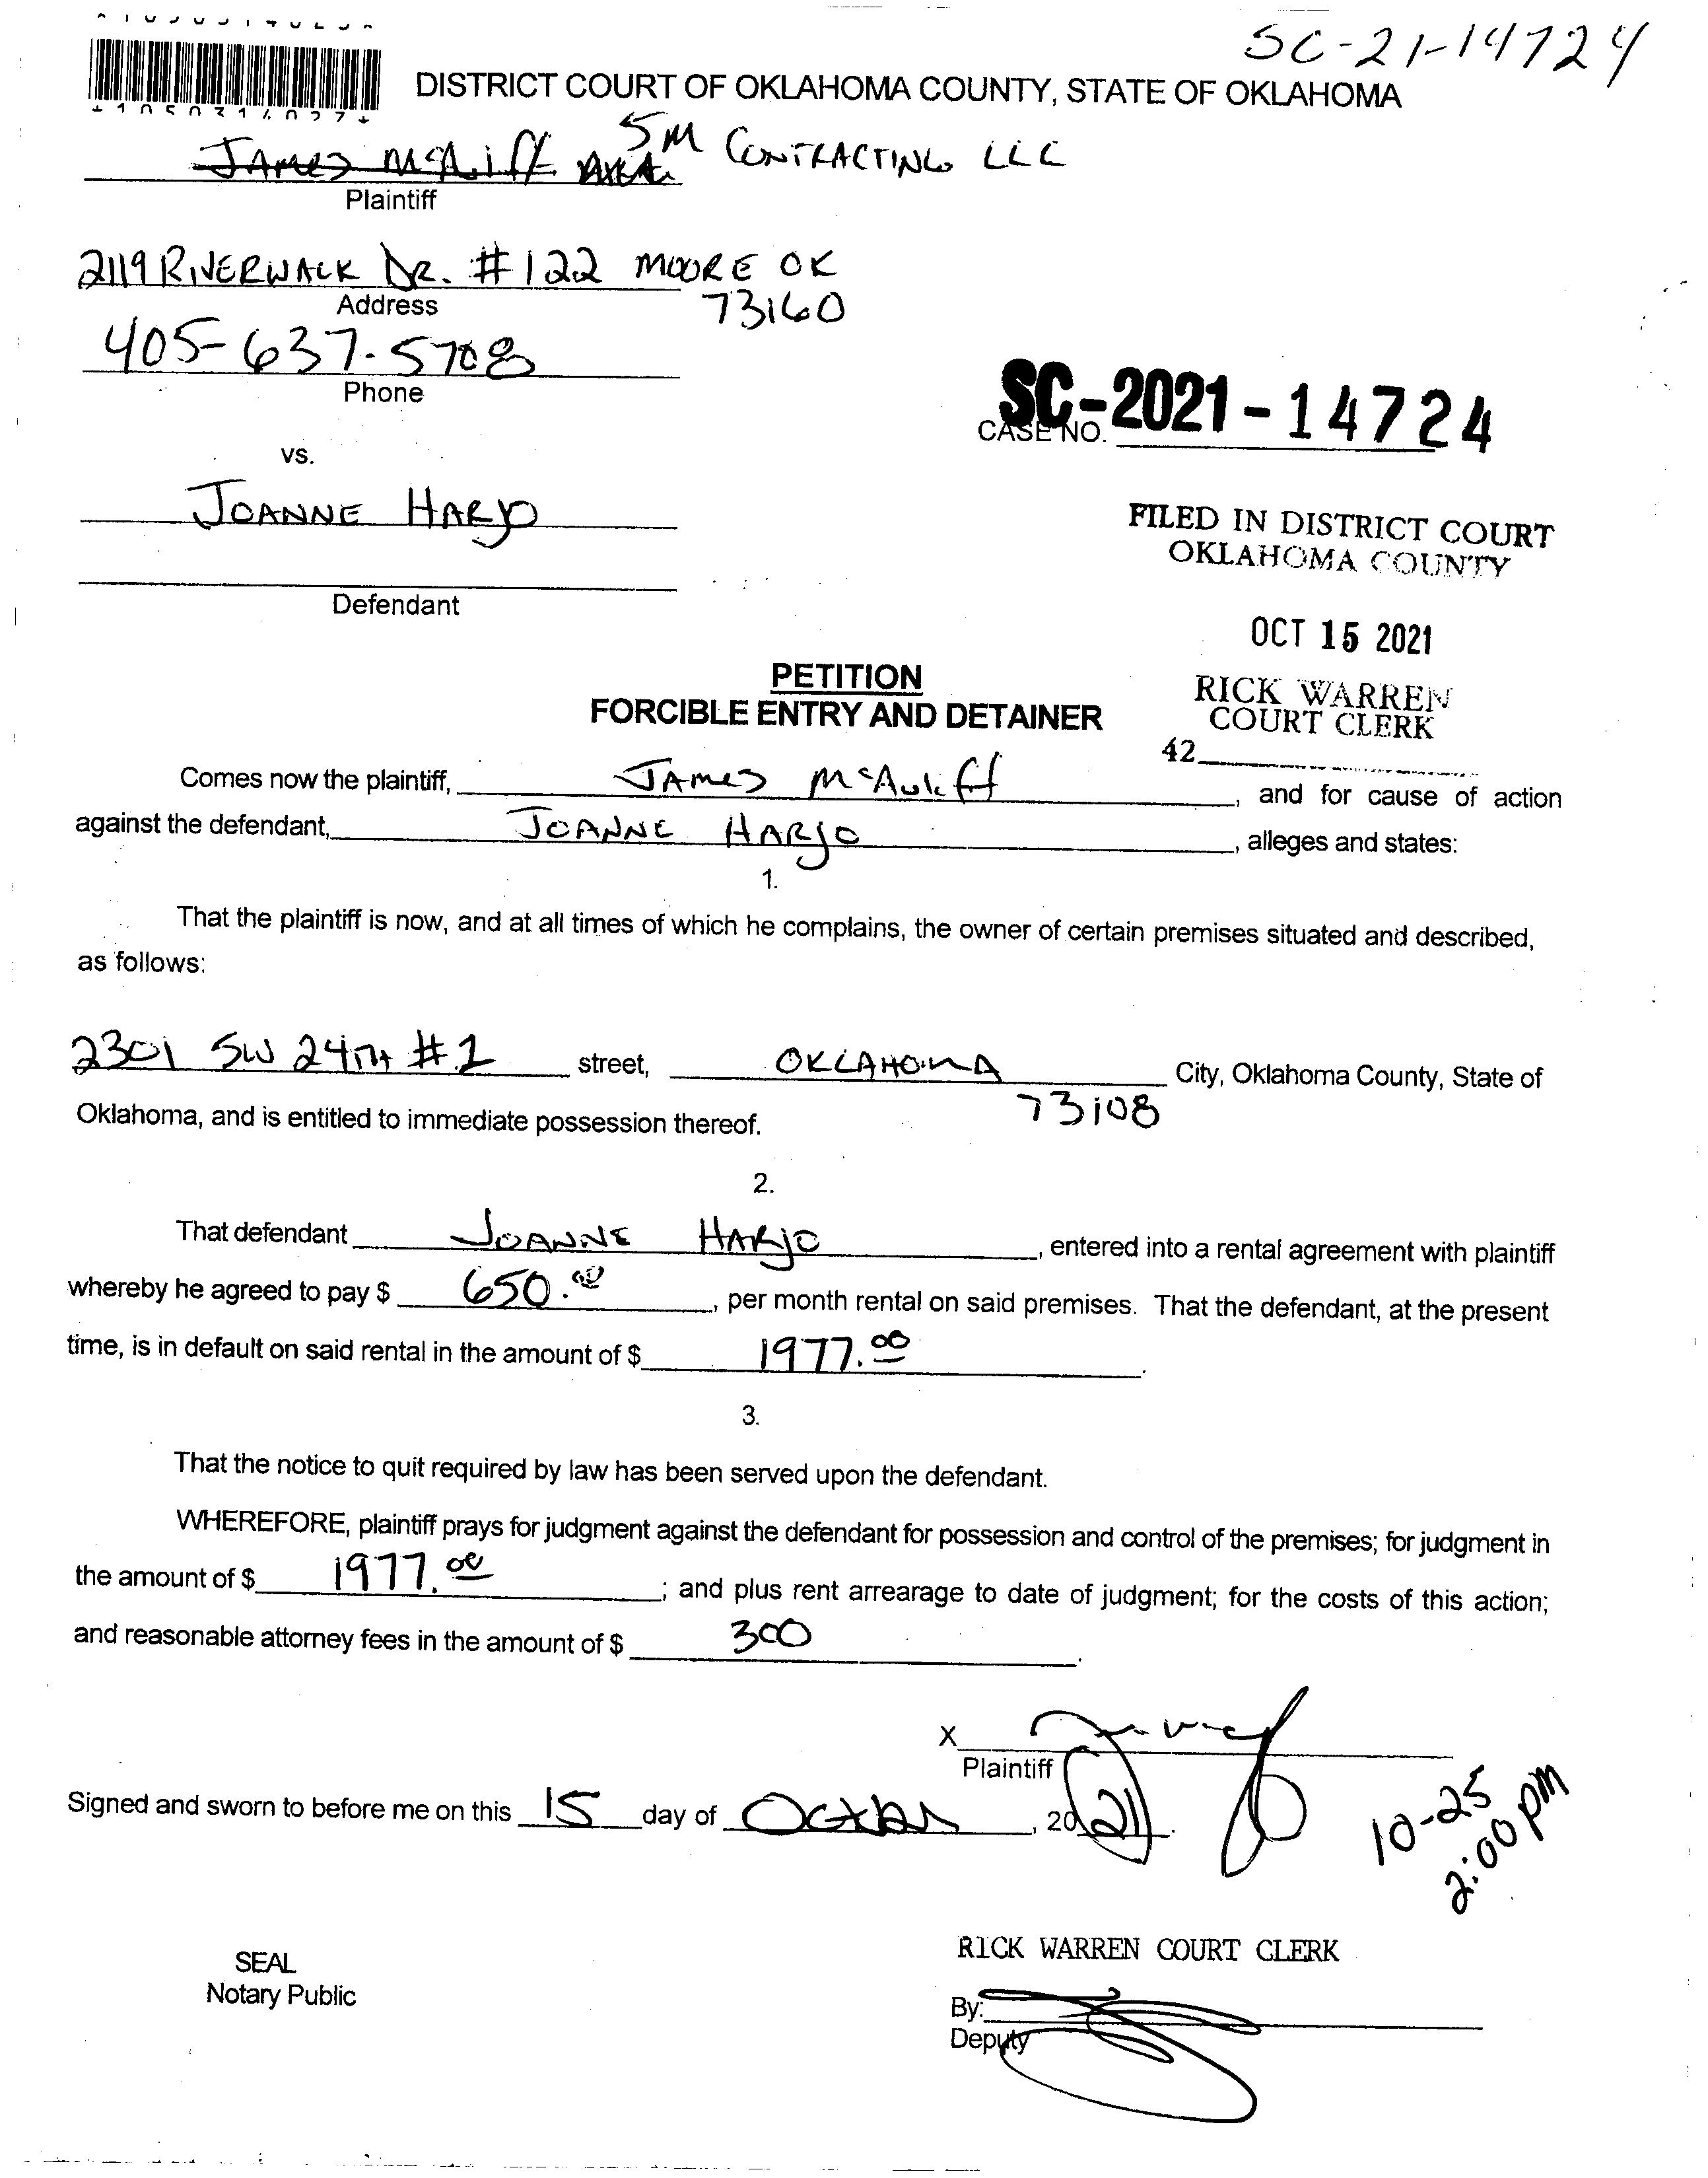 SC-21-14724
DISTRICT COURT OF OKLAHOMA COUNTY, STATE OF OKLAHOMA
James McAuliff 5M CONTRACTING LLC
Plaintiff
2119 RIVERWALK DR. #122 MOORE OK
73160
Address
405-637-5708
Phone
SC-2021-14724
CASE NO.
vs.
JOANNE HARJO
FILED IN DISTRICT COURT
OKLAHOMA COUNTY
Defendant
OCT 15 2021
PETITION
FORCIBLE ENTRY AND DETAINER
RICK WARREN
COURT CLERK
42
Comes now the plaintiff, JAMES McAuliff, and for cause of action
against the defendant, JOANNE HARJO, alleges and states:
1.
That the plaintiff is now, and at all times of which he complains, the owner of certain premises situated and described,
as follows:
2301 SW 24TH #1 street, OKLAHOMA City, Oklahoma County, State of
73108
Oklahoma, and is entitled to immediate possession thereof.
2.
That defendant JOANNE HARJO, entered into a rental agreement with plaintiff
whereby he agreed to pay $ 650.00, per month rental on said premises. That the defendant, at the present
time, is in default on said rental in the amount of $ 1977.00.
3.
That the notice to quit required by law has been served upon the defendant.
WHEREFORE, plaintiff prays for judgment against the defendant for possession and control of the premises; for judgment in
the amount of $ 1977.00; and plus rent arrearage to date of judgment; for the costs of this action;
and reasonable attorney fees in the amount of $ 300.
X
Plaintiff
Signed and sworn to before me on this 15 day of October, 2021.
10-25
2:00 pm
RICK WARREN COURT CLERK
SEAL
Notary Public
By:
Deputy